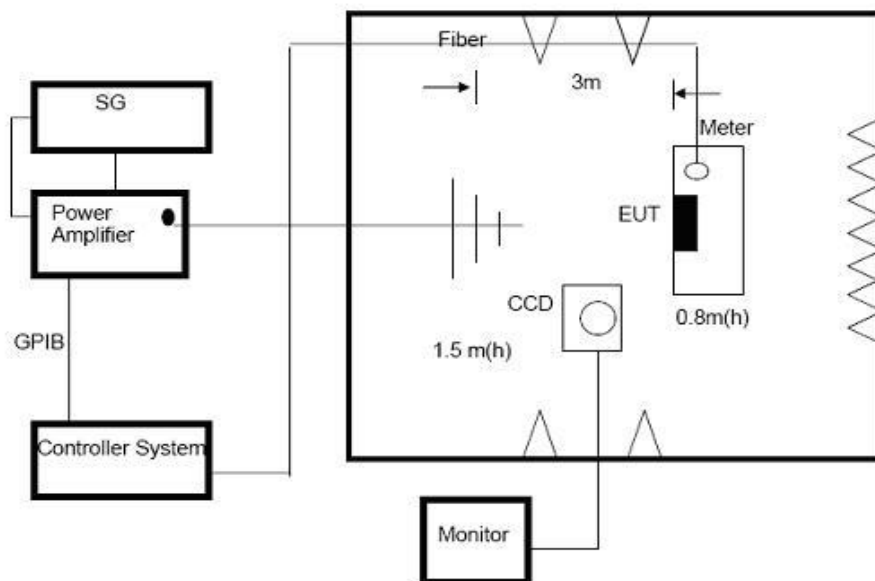 Fiber
3m
SG
Meter
Power
Amplifier
EUT
CCD
0.8m(h)
GPIB
1.5 m(h)
Controller System
Monitor